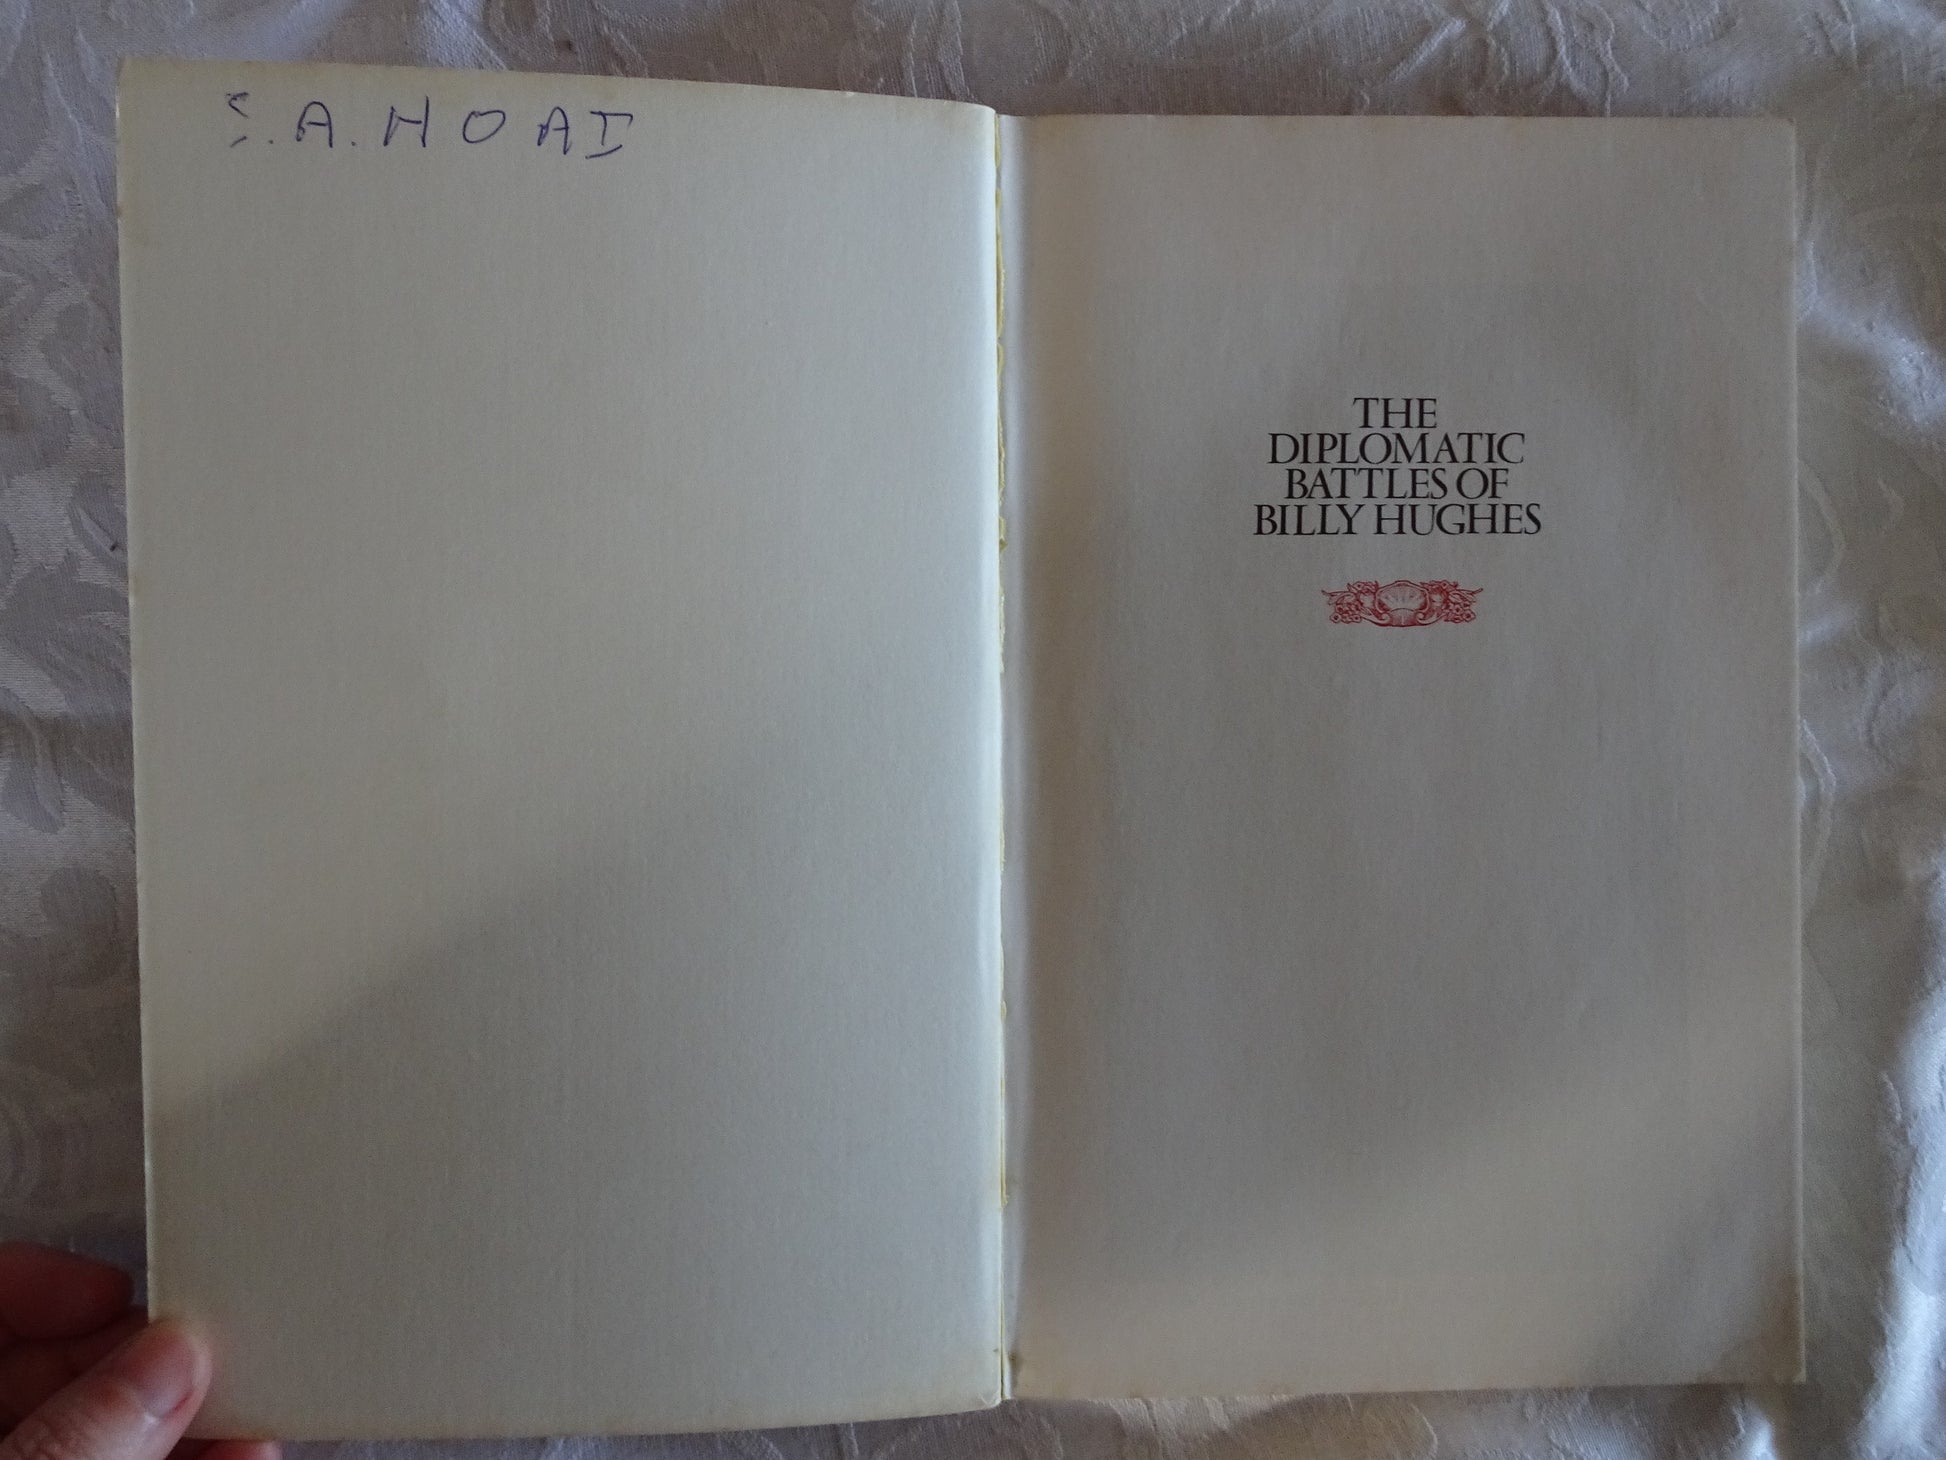 S. A. HOAI
THE
DIPLOMATIC
BATTLES OF
BILLY HUGHES